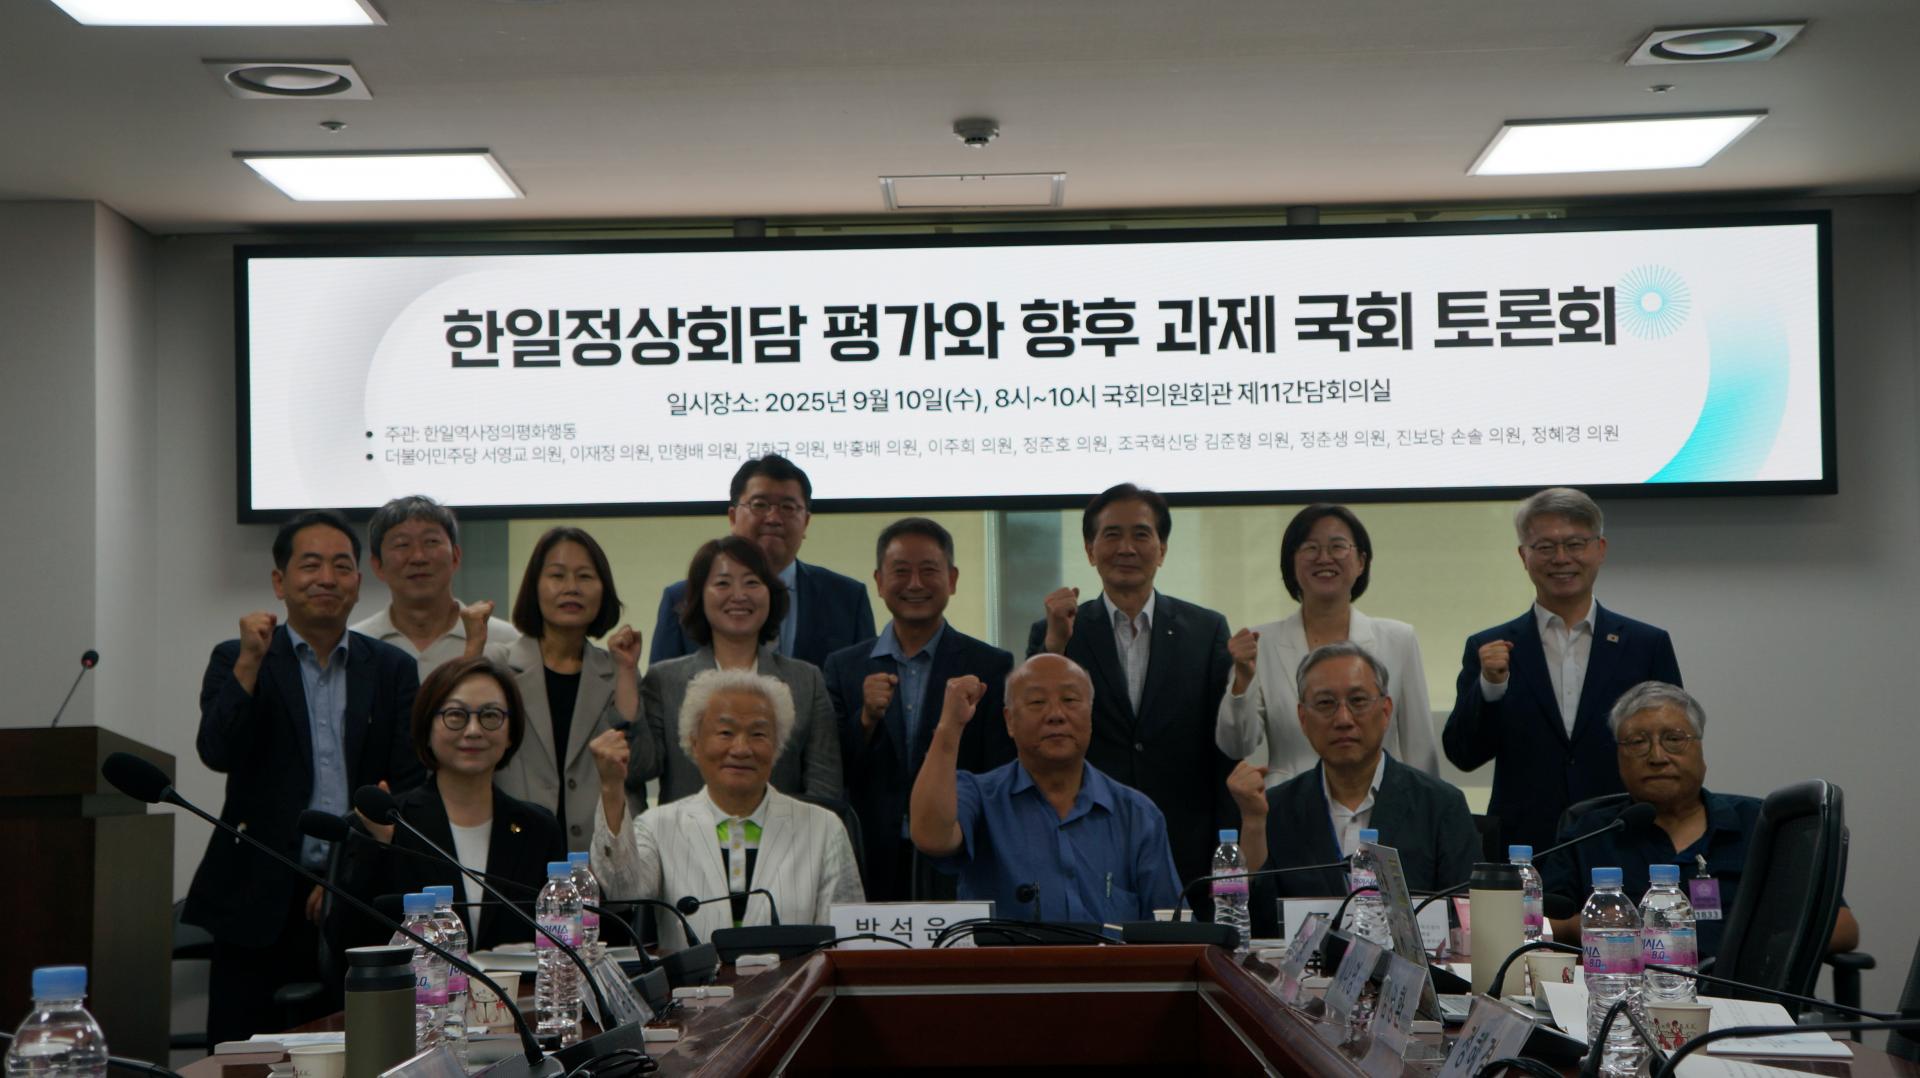 한일정상회담 평가와 향후 과제 국회 토론회
일시장소: 2025년 9월 10일(수), 8시~10시 국회의원회관 제11간담회의실
• 주관: 한일역사정의평화행동
• 더불어민주당 서영교 의원, 이재정 의원, 민형배 의원, 김한규 의원, 박홍배 의원, 이주희 의원, 정준호 의원, 조국혁신당 김준형 의원, 정춘생 의원, 진보당 손솔 의원, 정혜경 의원
박석운
아이시스
8.0
1833